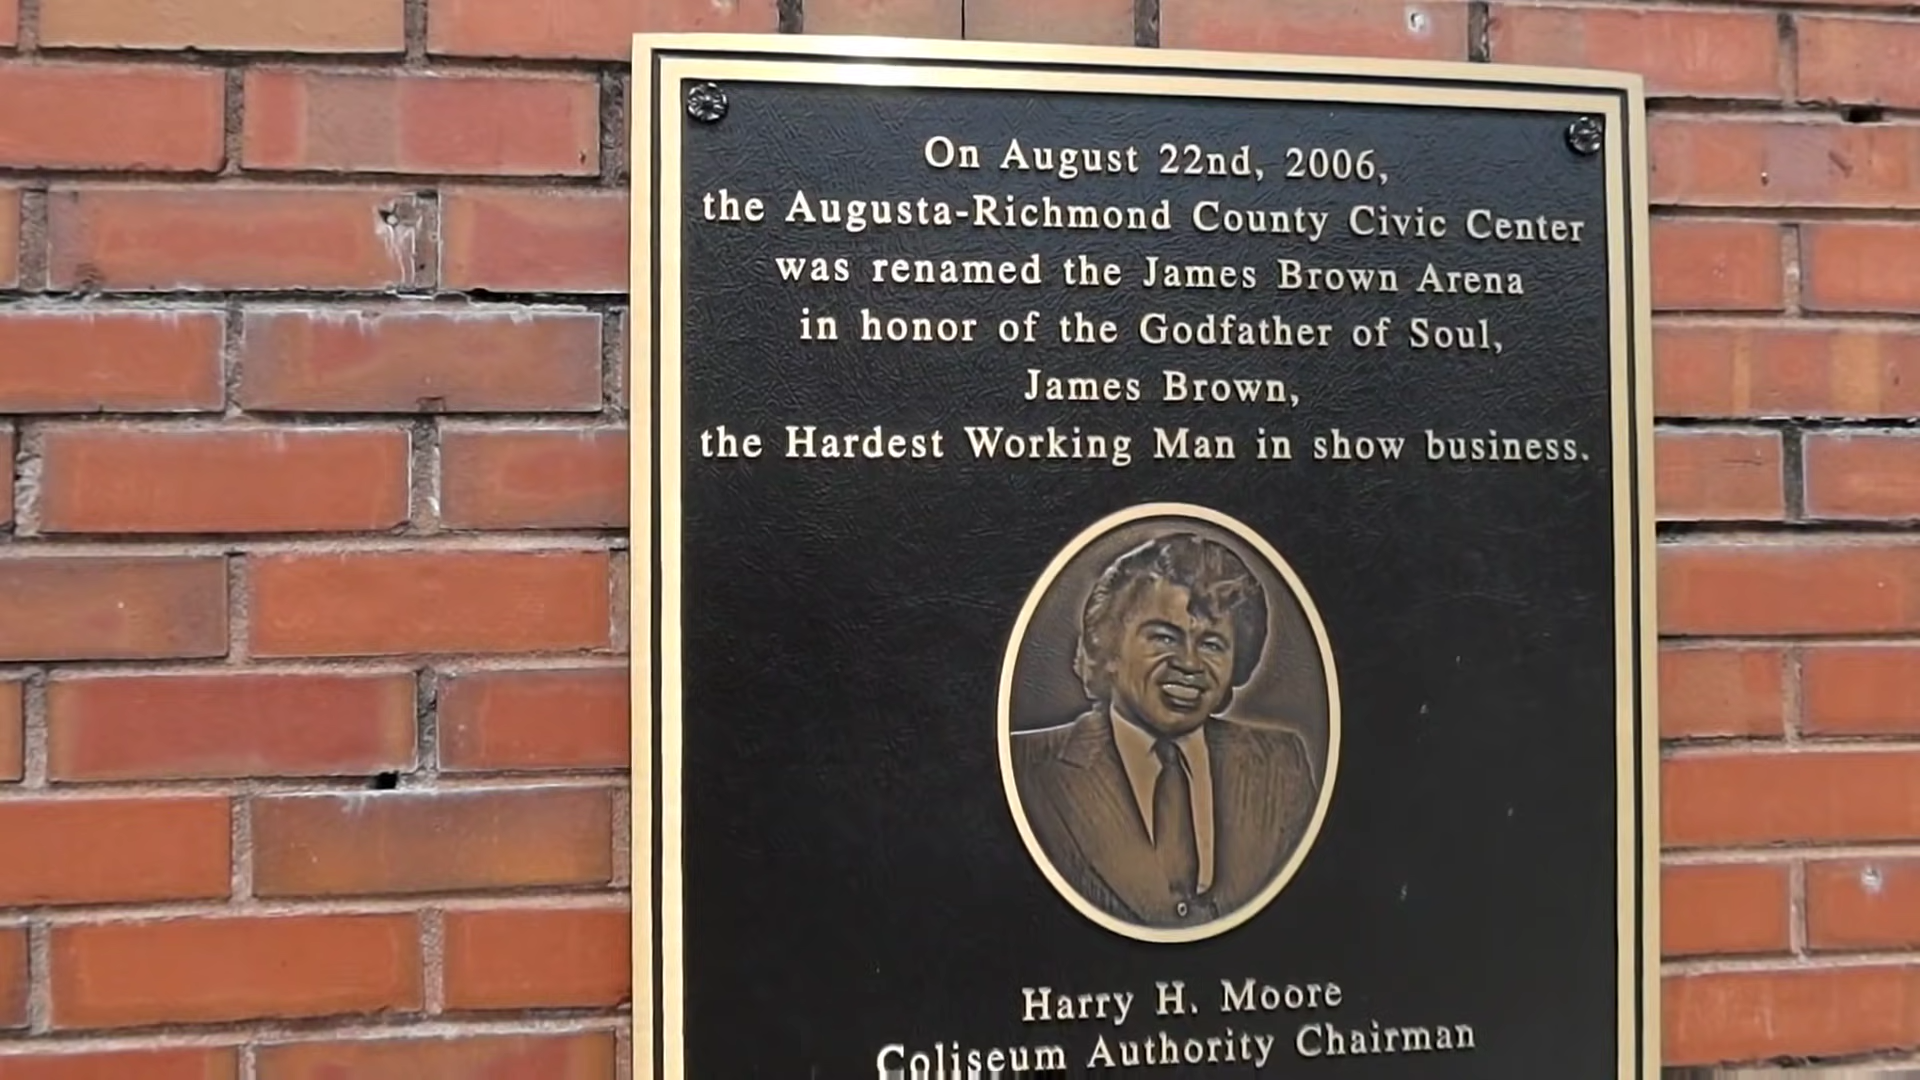 On August 22nd, 2006,
the Augusta-Richmond County Civic Center
was renamed the James Brown Arena
in honor of the Godfather of Soul,
James Brown,
the Hardest Working Man in show business.
Harry H. Moore
Coliseum Authority Chairman